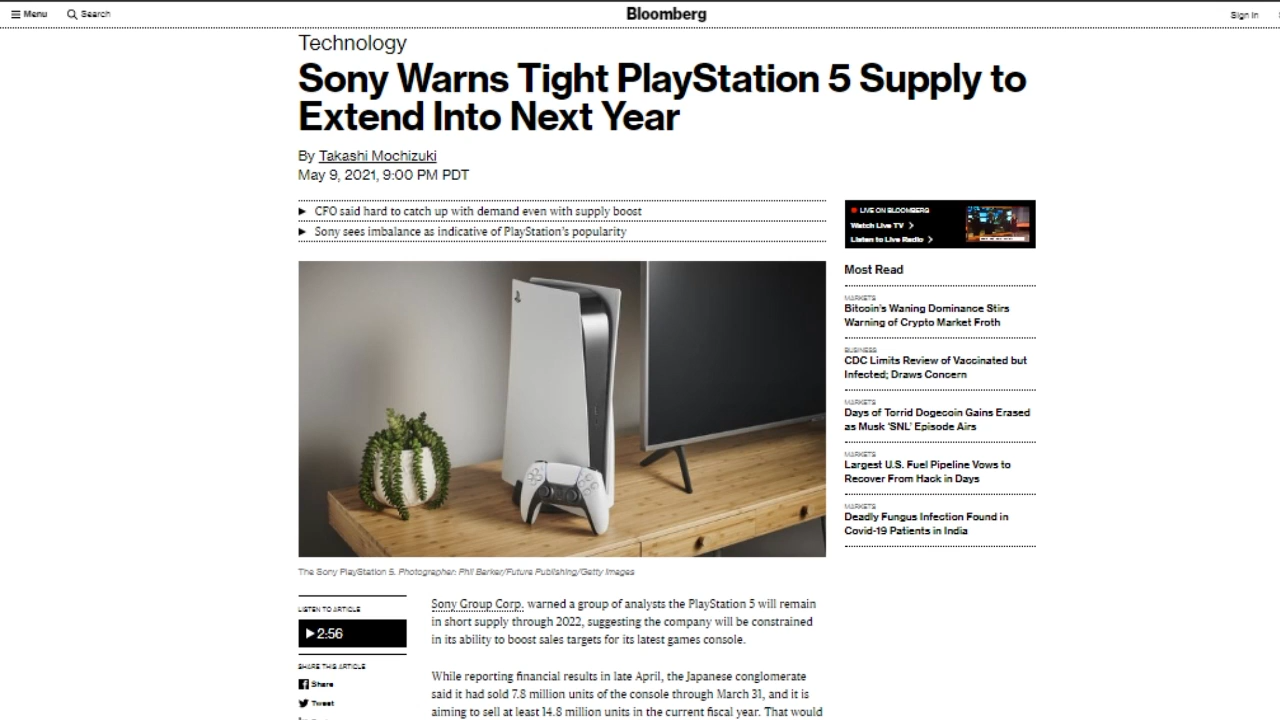 Menu
Search
Bloomberg
Sign In
Technology
Sony Warns Tight PlayStation 5 Supply to
Extend Into Next Year
By Takashi Mochizuki
May 9, 2021, 9:00 PM PDT
CFO said hard to catch up with demand even with supply boost
Sony sees imbalance as indicative of PlayStation's popularity
The Sony PlayStation 5. Photographer: Phil Barker/Future Publishing/Getty Images
LISTEN TO ARTICLE
2:56
SHARE THIS ARTICLE
Share
Tweet
Sony Group Corp. warned a group of analysts the PlayStation 5 will remain
in short supply through 2022, suggesting the company will be constrained
in its ability to boost sales targets for its latest games console.
While reporting financial results in late April, the Japanese conglomerate
said it had sold 7.8 million units of the console through March 31, and it is
aiming to sell at least 14.8 million units in the current fiscal year. That would
LIVE ON BLOOMBERG
Watch Live TV
Listen to Live Radio
Most Read
MARKETS
Bitcoin's Waning Dominance Stirs
Warning of Crypto Market Froth
BUSINESS
CDC Limits Review of Vaccinated but
Infected; Draws Concern
MARKETS
Days of Torrid Dogecoin Gains Erased
as Musk 'SNL' Episode Airs
MARKETS
Largest U.S. Fuel Pipeline Vows to
Recover From Hack in Days
MARKETS
Deadly Fungus Infection Found in
Covid-19 Patients in India